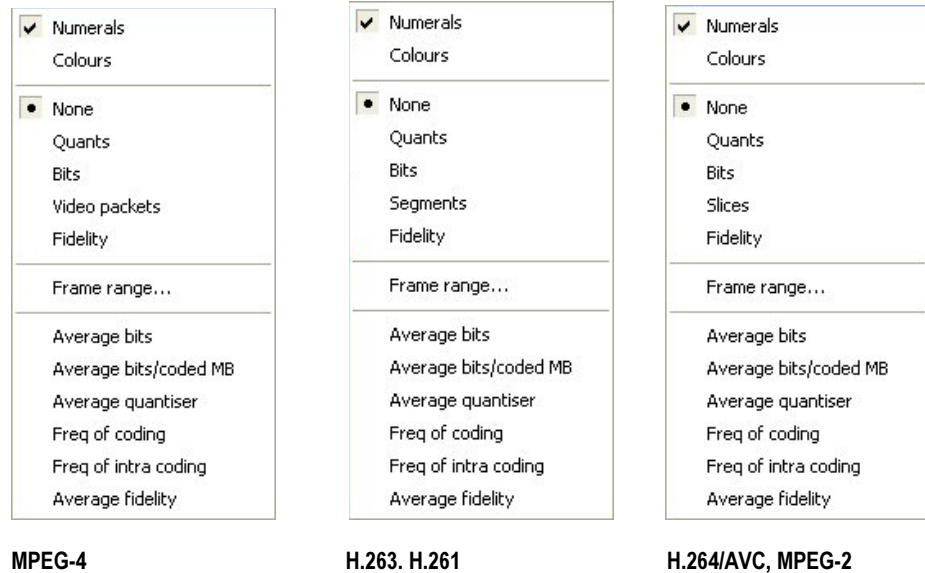 Numerals
Colours
None
Quants
Bits
Video packets
Fidelity
Frame range...
Average bits
Average bits/coded MB
Average quantiser
Freq of coding
Freq of intra coding
Average fidelity
MPEG-4
Numerals
Colours
None
Quants
Bits
Segments
Fidelity
Frame range...
Average bits
Average bits/coded MB
Average quantiser
Freq of coding
Freq of intra coding
Average fidelity
H.263. H.261
Numerals
Colours
None
Quants
Bits
Slices
Fidelity
Frame range...
Average bits
Average bits/coded MB
Average quantiser
Freq of coding
Freq of intra coding
Average fidelity
H.264/AVC, MPEG-2